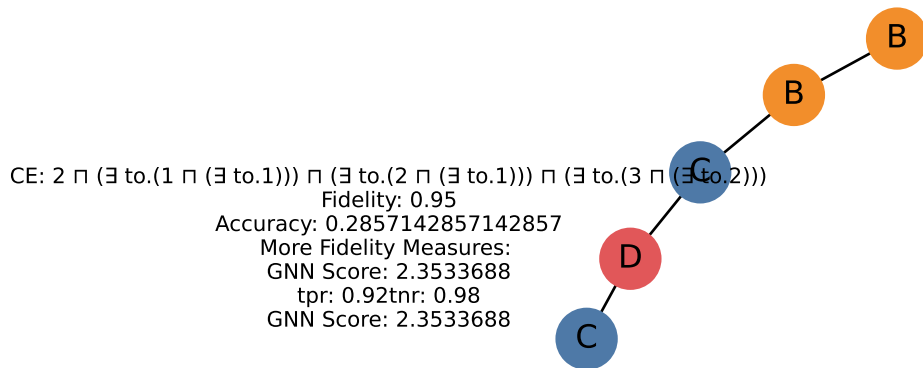 B
B
C
CE: 2 ⊓ (∃ to.(1 ⊓ (∃ to.1))) ⊓ (∃ to.(2 ⊓ (∃ to.1))) ⊓ (∃ to.(3 ⊓ (∃ to.2)))
Fidelity: 0.95
Accuracy: 0.2857142857142857
More Fidelity Measures:
D
GNN Score: 2.3533688
tpr: 0.92tnr: 0.98
GNN Score: 2.3533688
C